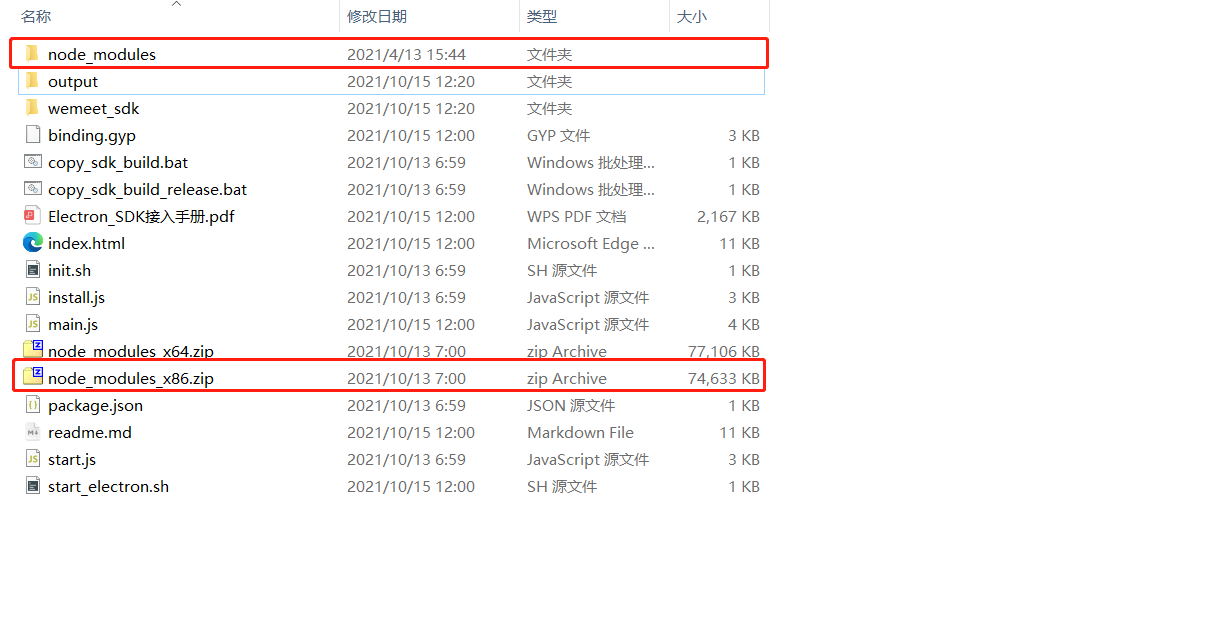 名称 修改日期 类型 大小
node_modules 2021/4/13 15:44 文件夹
output 2021/10/15 12:20 文件夹
wemeet_sdk 2021/10/15 12:20 文件夹
binding.gyp 2021/10/15 12:00 GYP 文件 3 KB
copy_sdk_build.bat 2021/10/13 6:59 Windows 批处理... 1 KB
copy_sdk_build_release.bat 2021/10/13 6:59 Windows 批处理... 1 KB
Electron_SDK接入手册.pdf 2021/10/15 12:00 WPS PDF 文档 2,167 KB
index.html 2021/10/15 12:00 Microsoft Edge ... 11 KB
init.sh 2021/10/13 6:59 SH 源文件 1 KB
install.js 2021/10/13 6:59 JavaScript 源文件 3 KB
main.js 2021/10/15 12:00 JavaScript 源文件 4 KB
node_modules_x64.zip 2021/10/13 7:00 zip Archive 77,106 KB
node_modules_x86.zip 2021/10/13 7:00 zip Archive 74,633 KB
package.json 2021/10/13 6:59 JSON 源文件 1 KB
readme.md 2021/10/15 12:00 Markdown File 11 KB
start.js 2021/10/13 6:59 JavaScript 源文件 3 KB
start_electron.sh 2021/10/15 12:00 SH 源文件 1 KB